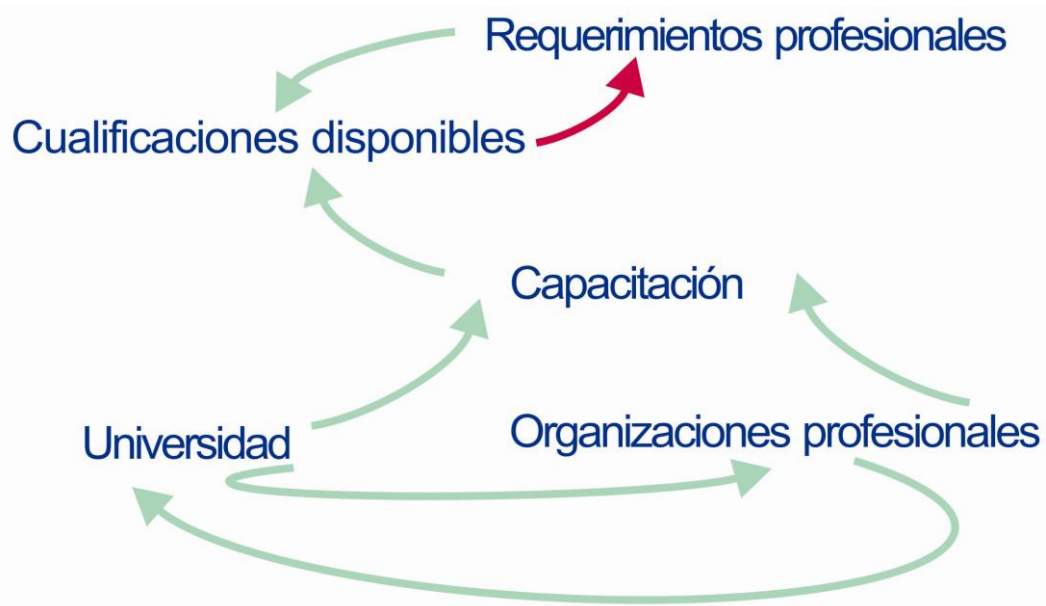 Requerimientos profesionales
Cualificaciones disponibles
Capacitación
Universidad
Organizaciones profesionales